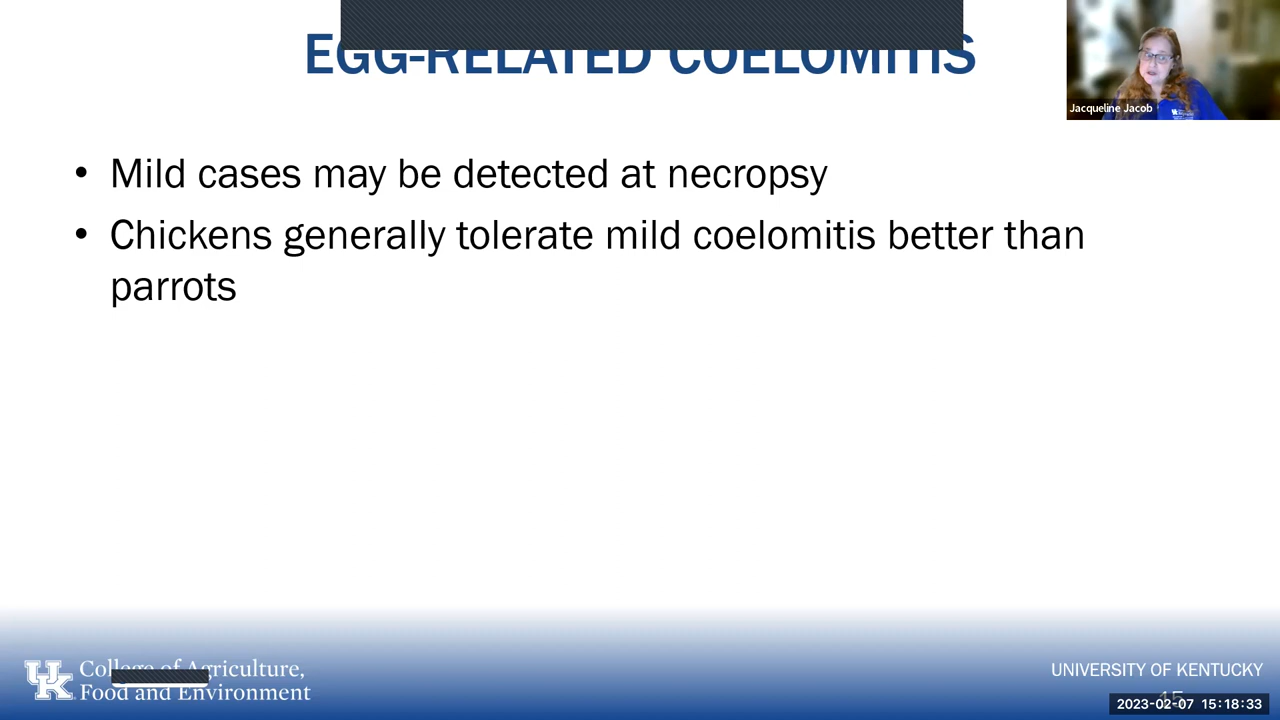 EGG-RELATED COELOMITIS
Jacqueline Jacob
• Mild cases may be detected at necropsy
• Chickens generally tolerate mild coelomitis better than
parrots
UK College of Agriculture,
Food and Environment
UNIVERSITY OF KENTUCKY
2023-02-07 15:18:33